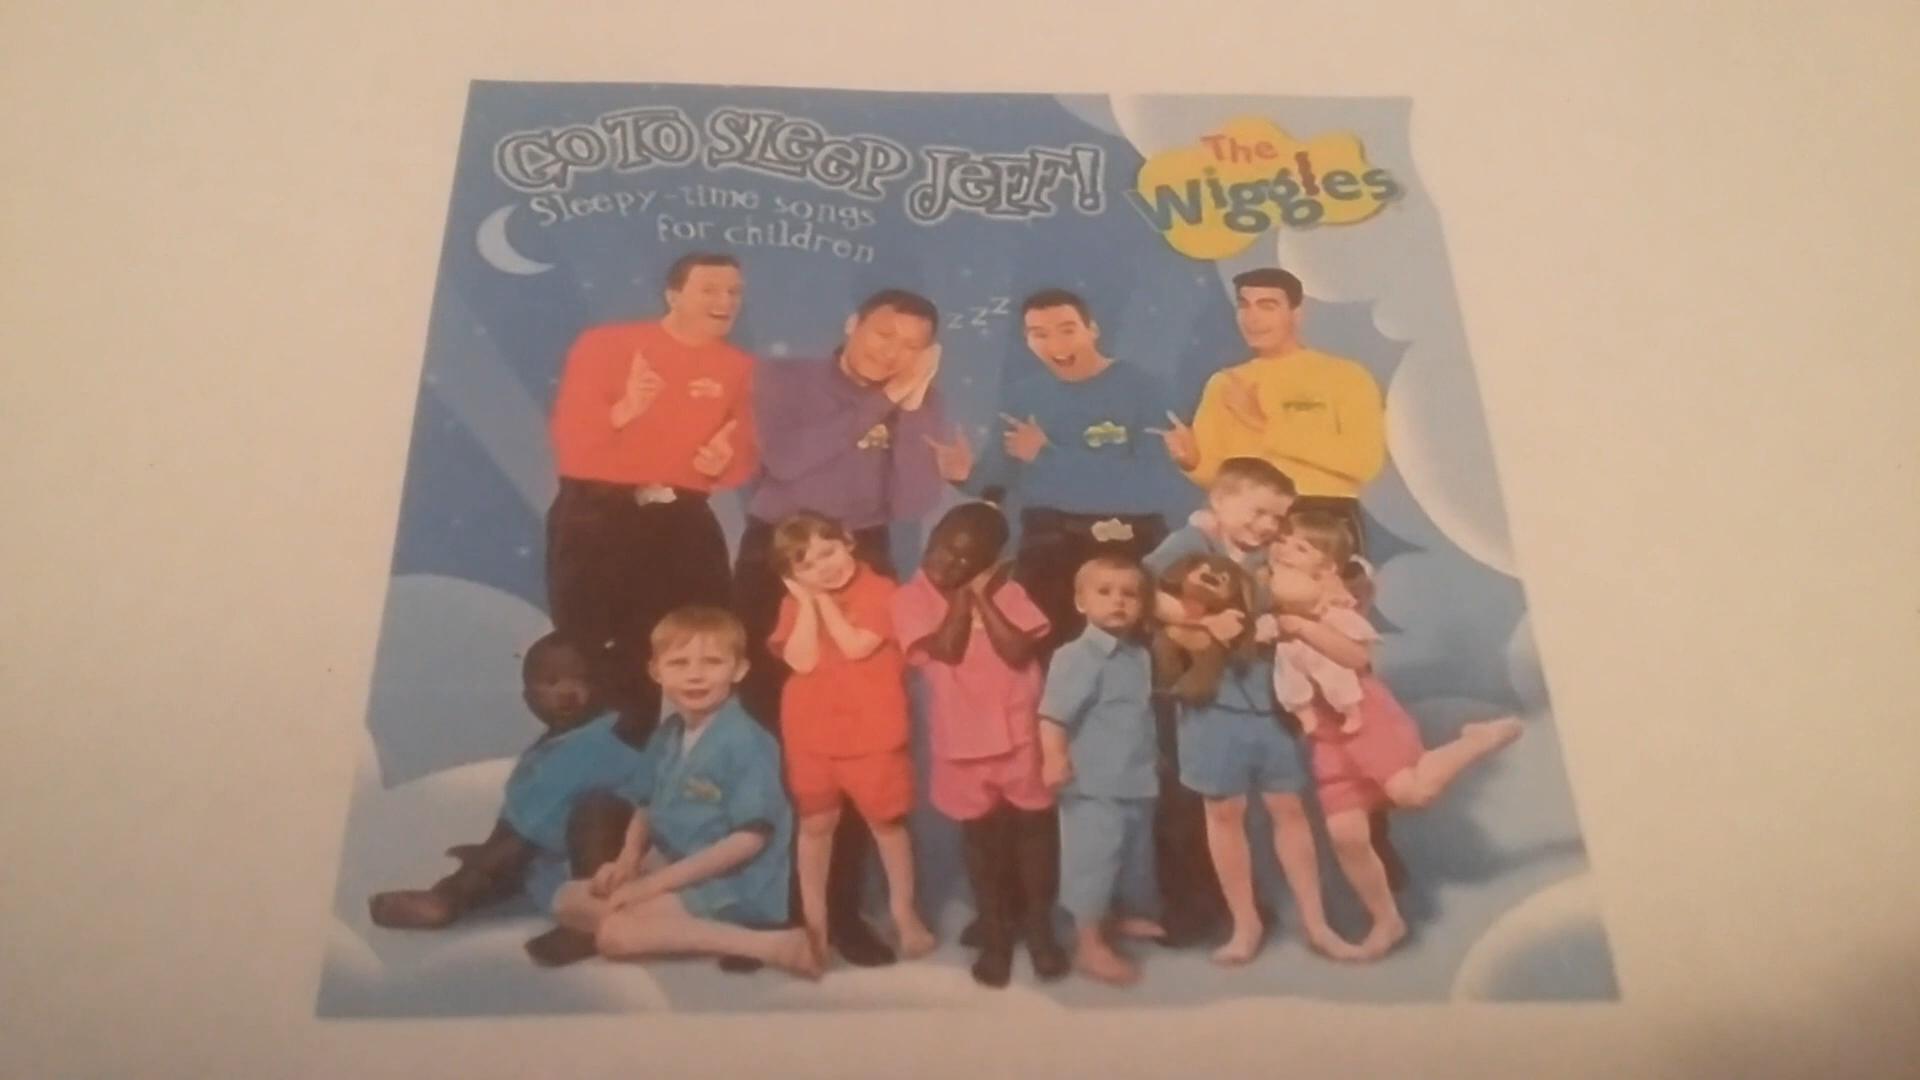 GO TO SLEEP JEFF!
Sleepy-time songs
for children
The
Wiggles
z z z